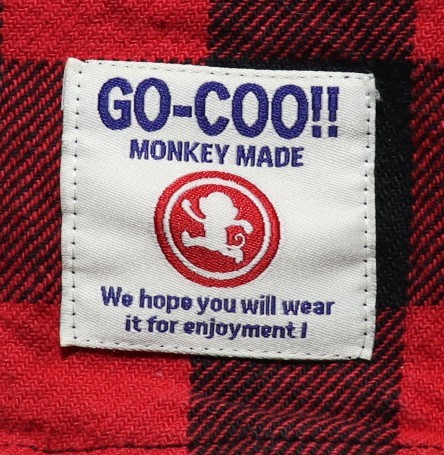 GO-COO!!
MONKEY MADE
We hope you will wear
it for enjoyment !